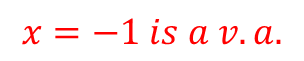 x = −1 is a v. a.